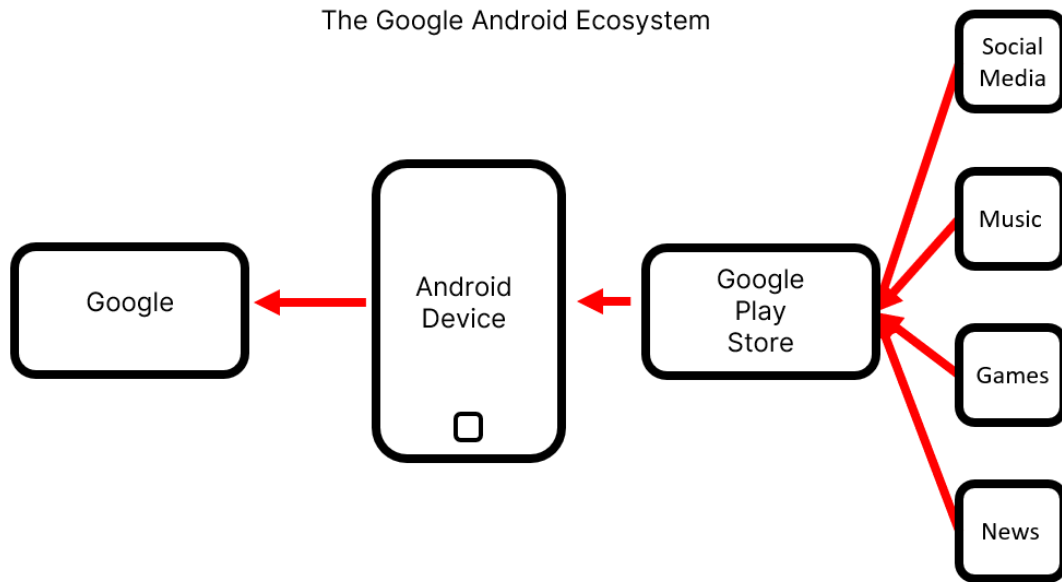 The Google Android Ecosystem
Social
Media
Music
Google
Android
Device
Google
Play
Store
Games
News